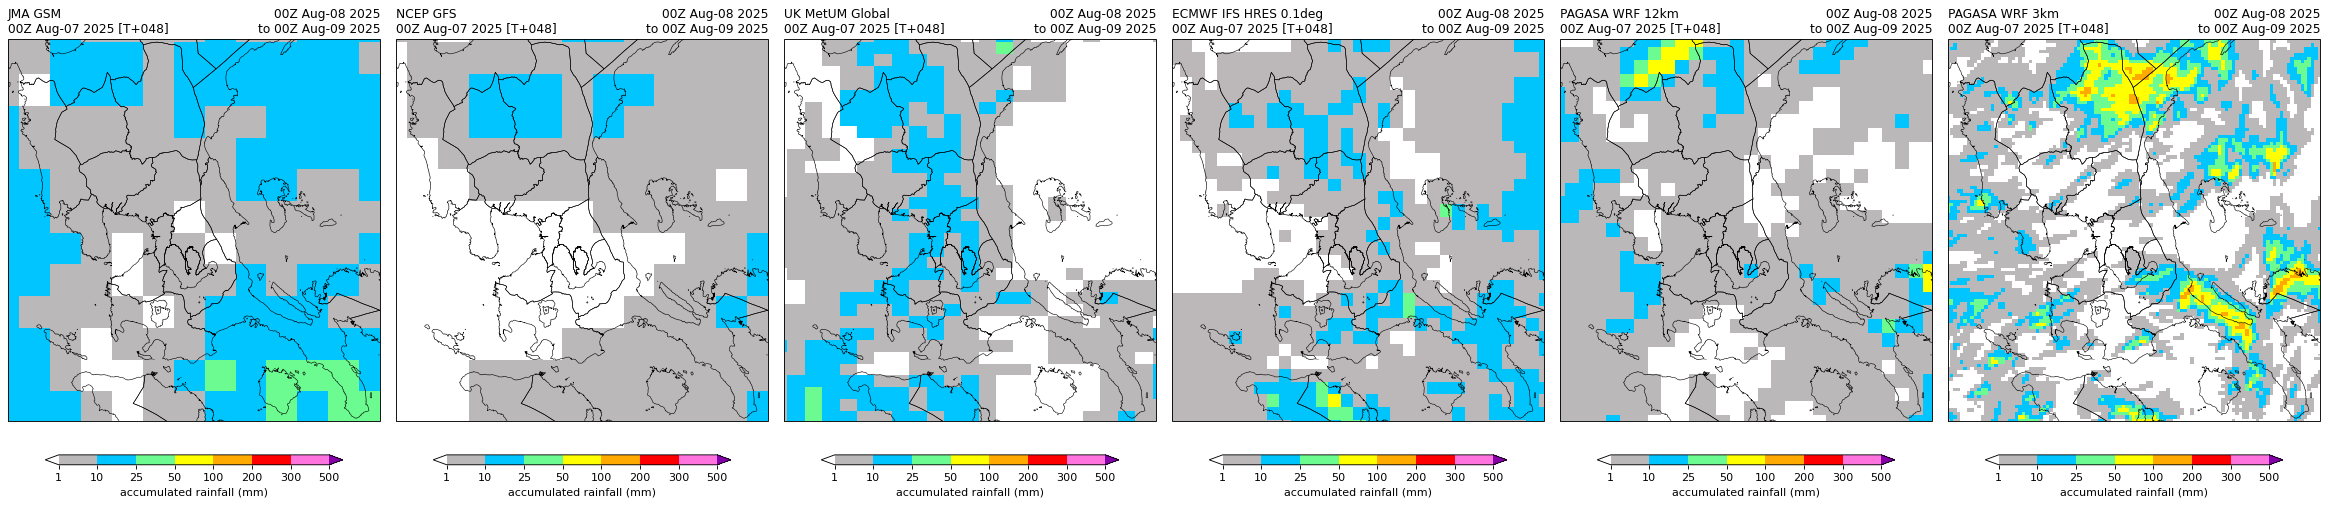 JMA GSM 00Z Aug-08 2025
00Z Aug-07 2025 [T+048] to 00Z Aug-09 2025
1 10 25 50 100 200 300 500
accumulated rainfall (mm)
NCEP GFS 00Z Aug-08 2025
00Z Aug-07 2025 [T+048] to 00Z Aug-09 2025
1 10 25 50 100 200 300 500
accumulated rainfall (mm)
UK MetUM Global 00Z Aug-08 2025
00Z Aug-07 2025 [T+048] to 00Z Aug-09 2025
1 10 25 50 100 200 300 500
accumulated rainfall (mm)
ECMWF IFS HRES 0.1deg 00Z Aug-08 2025
00Z Aug-07 2025 [T+048] to 00Z Aug-09 2025
1 10 25 50 100 200 300 500
accumulated rainfall (mm)
PAGASA WRF 12km 00Z Aug-08 2025
00Z Aug-07 2025 [T+048] to 00Z Aug-09 2025
1 10 25 50 100 200 300 500
accumulated rainfall (mm)
PAGASA WRF 3km 00Z Aug-08 2025
00Z Aug-07 2025 [T+048] to 00Z Aug-09 2025
1 10 25 50 100 200 300 500
accumulated rainfall (mm)